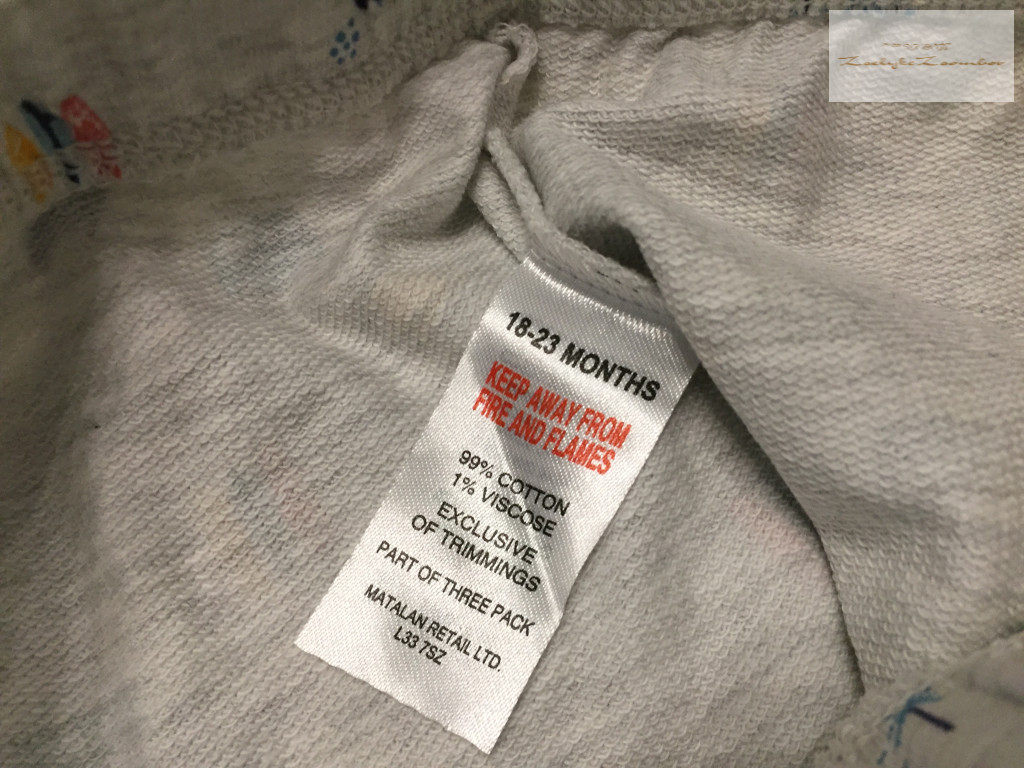 18-23 MONTHS
KEEP AWAY FROM
FIRE AND FLAMES
99% COTTON
1% VISCOSE
EXCLUSIVE
OF TRIMMINGS
PART OF THREE PACK
MATALAN RETAIL LTD.
L33 7SZ